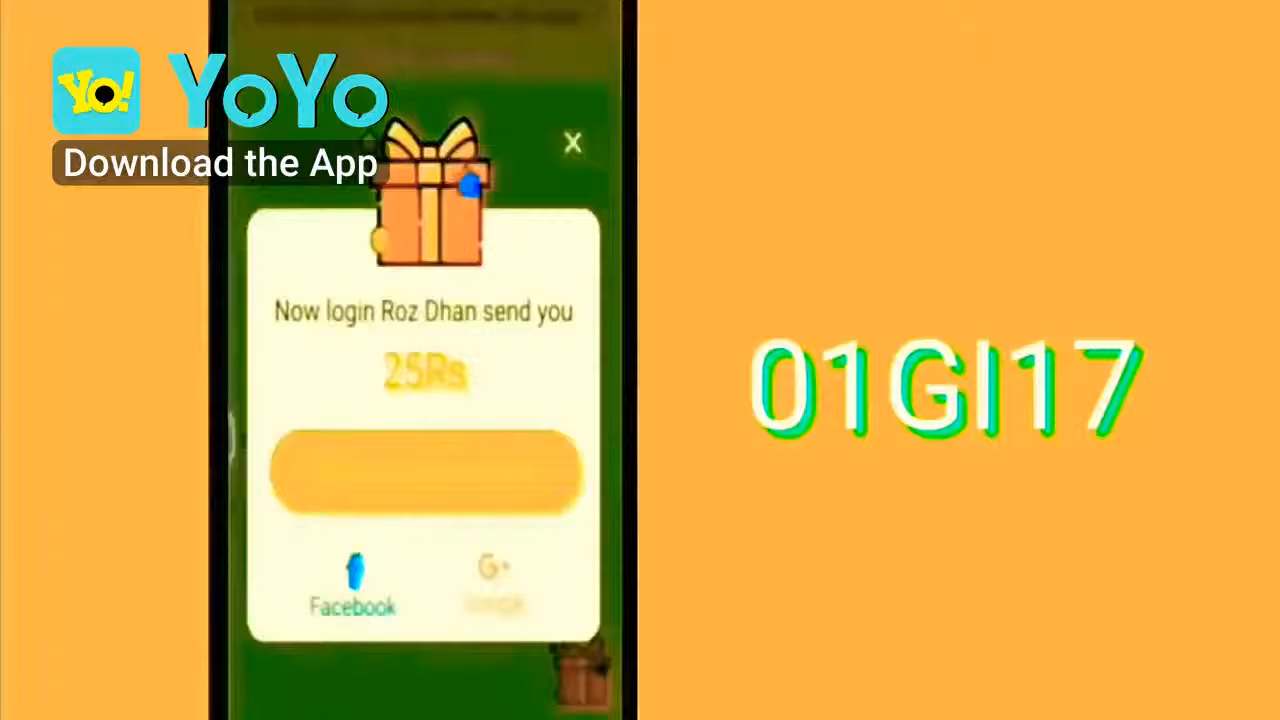 Yo!
YoYo
Download the App
X
Now login Roz Dhan send you
25Rs
Facebook
G+
01GI17